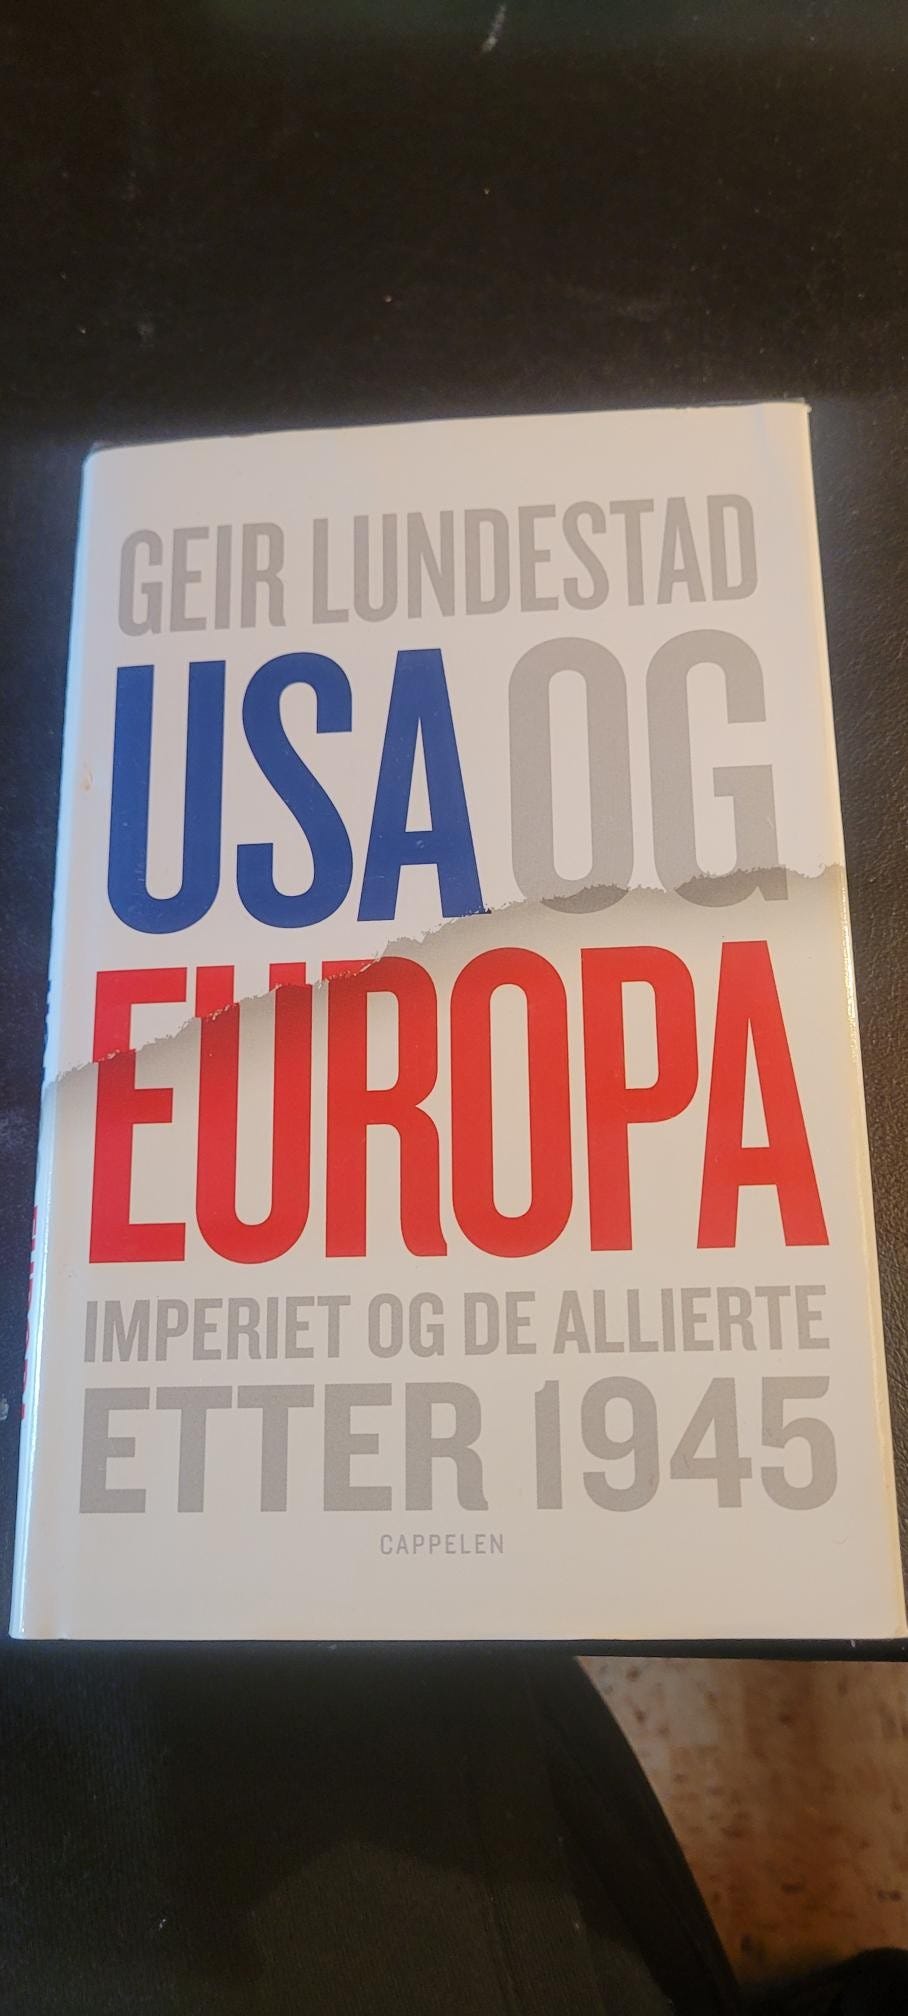 GEIR LUNDESTAD
USA OG
EUROPA
IMPERIET OG DE ALLIERTE
ETTER 1945
CAPPELEN